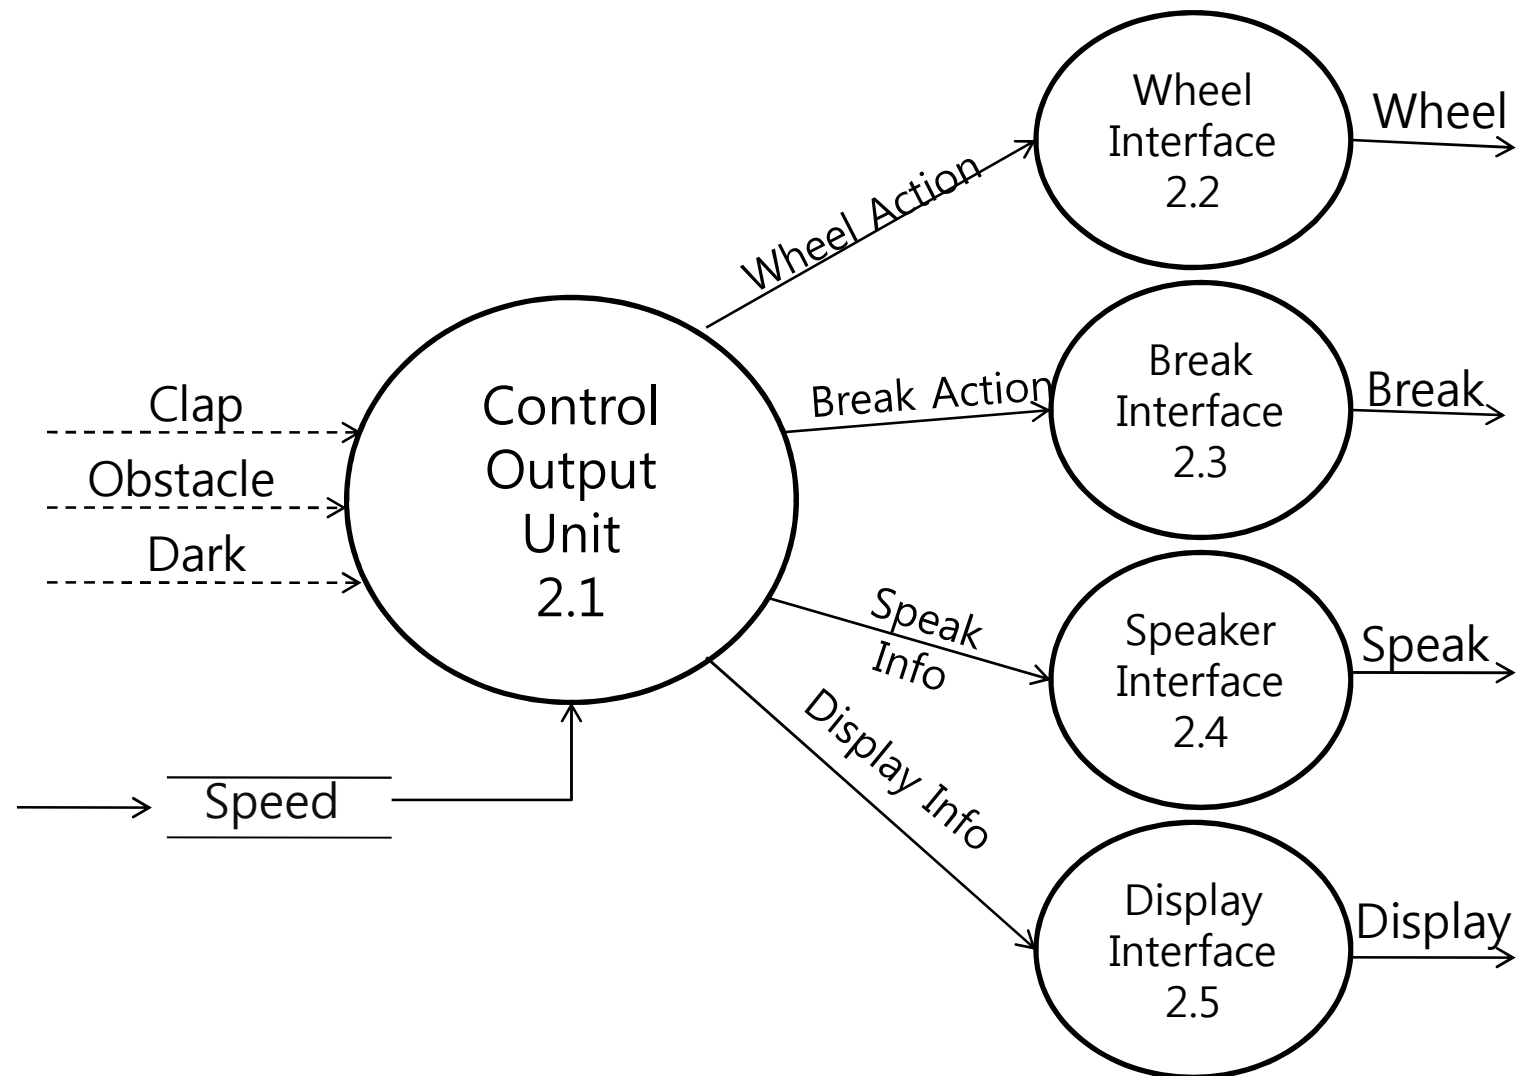 Wheel
Interface
2.2
Wheel
Wheel Action
Break
Interface
2.3
Break
Break Action
Clap
Obstacle
Dark
Control
Output
Unit
2.1
Speak
Info
Speaker
Interface
2.4
Speak
Speed
Display Info
Display
Interface
2.5
Display